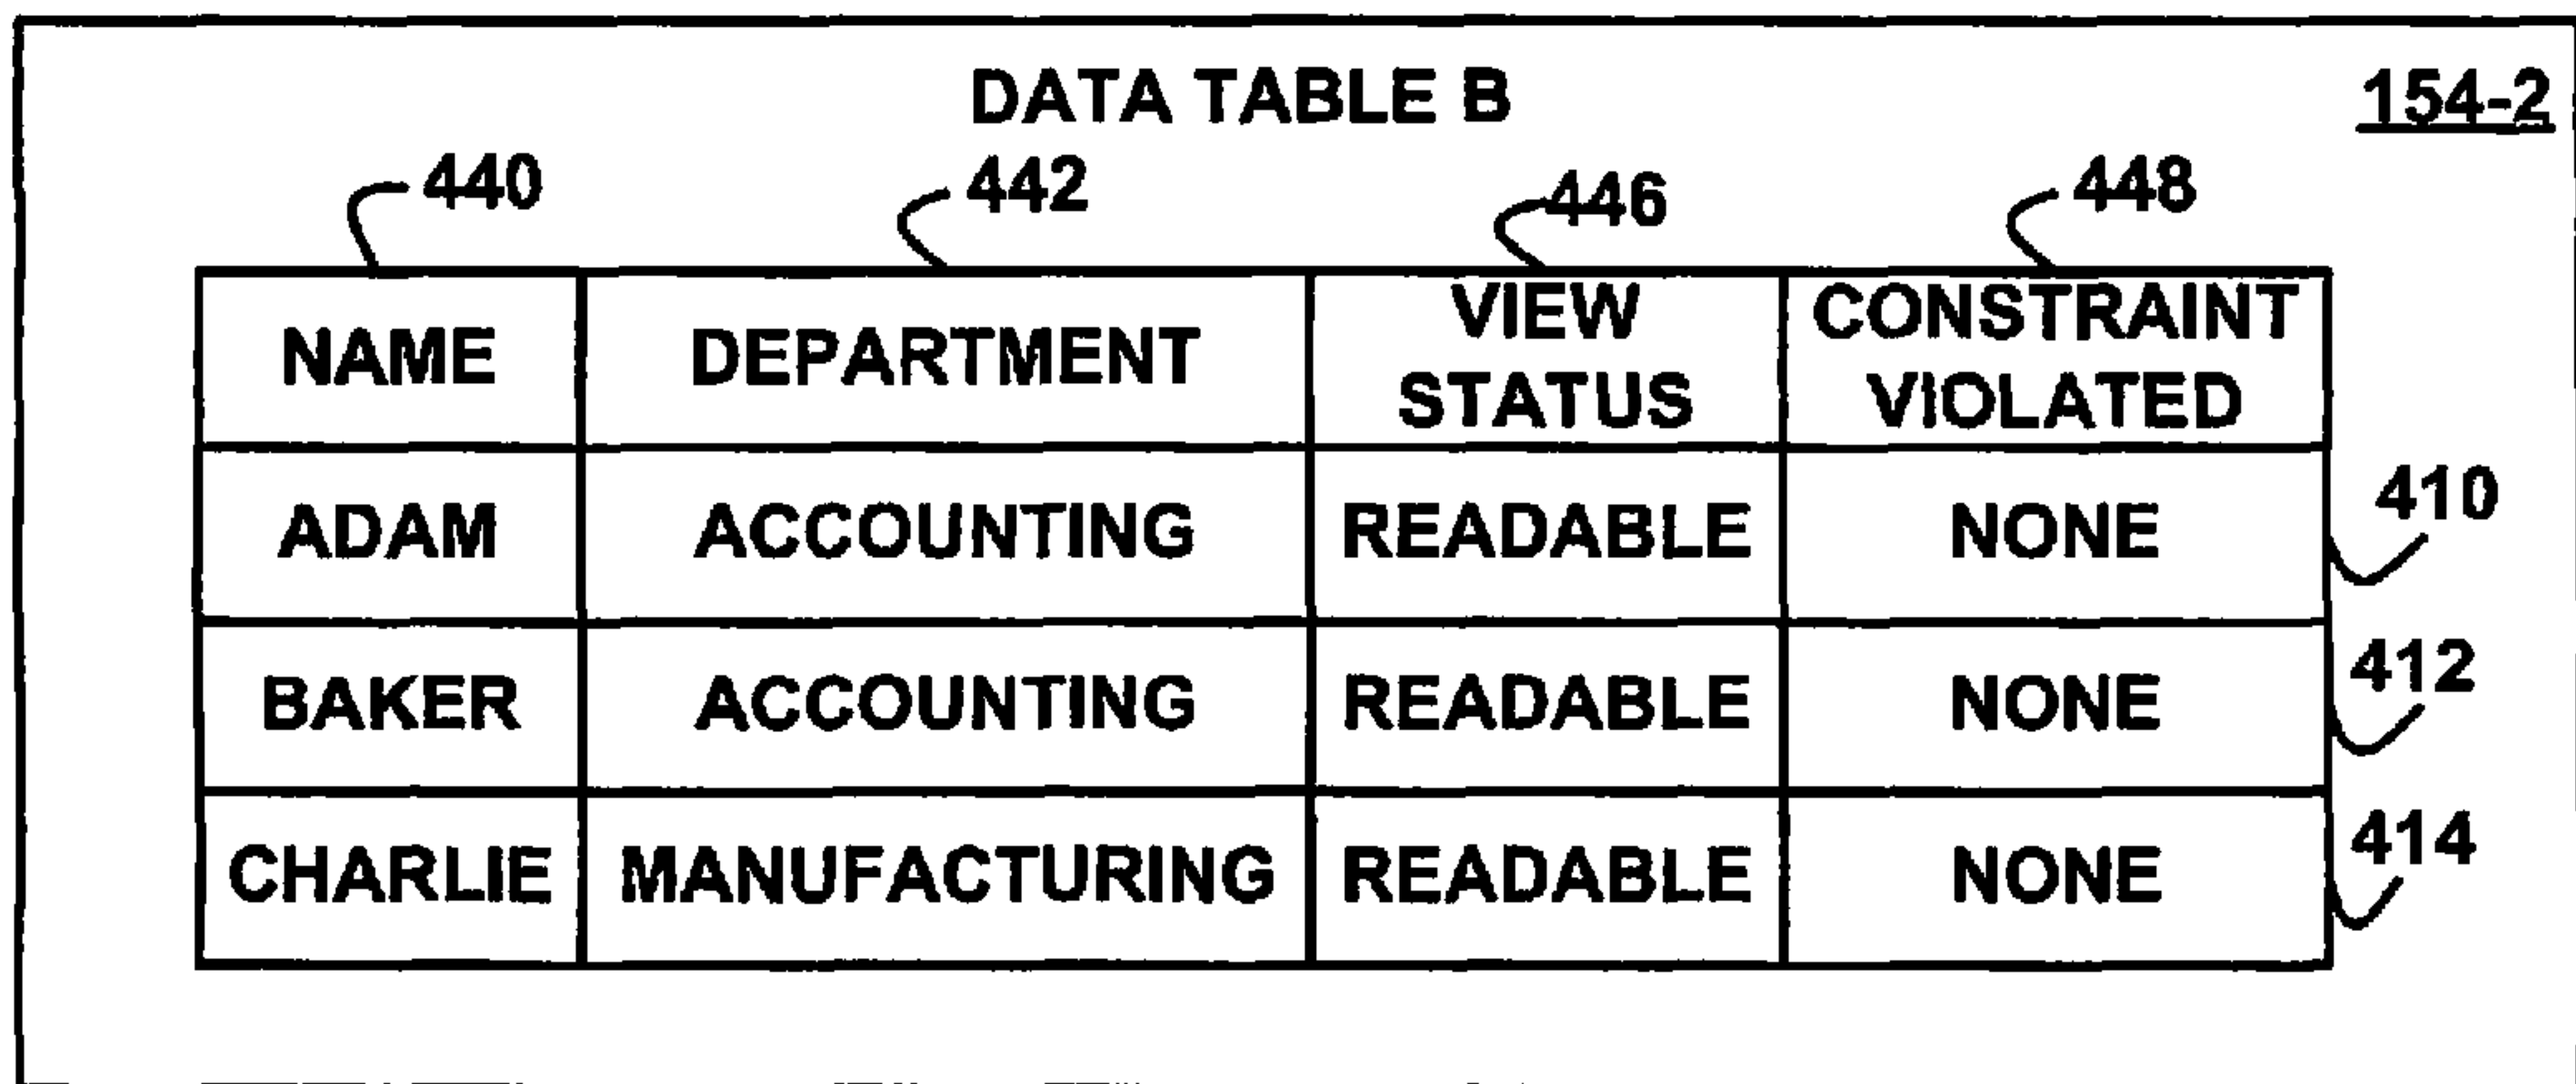 DATA TABLE B
154-2
440 442 446 448
NAME DEPARTMENT VIEW STATUS CONSTRAINT VIOLATED
ADAM ACCOUNTING READABLE NONE 410
BAKER ACCOUNTING READABLE NONE 412
CHARLIE MANUFACTURING READABLE NONE 414